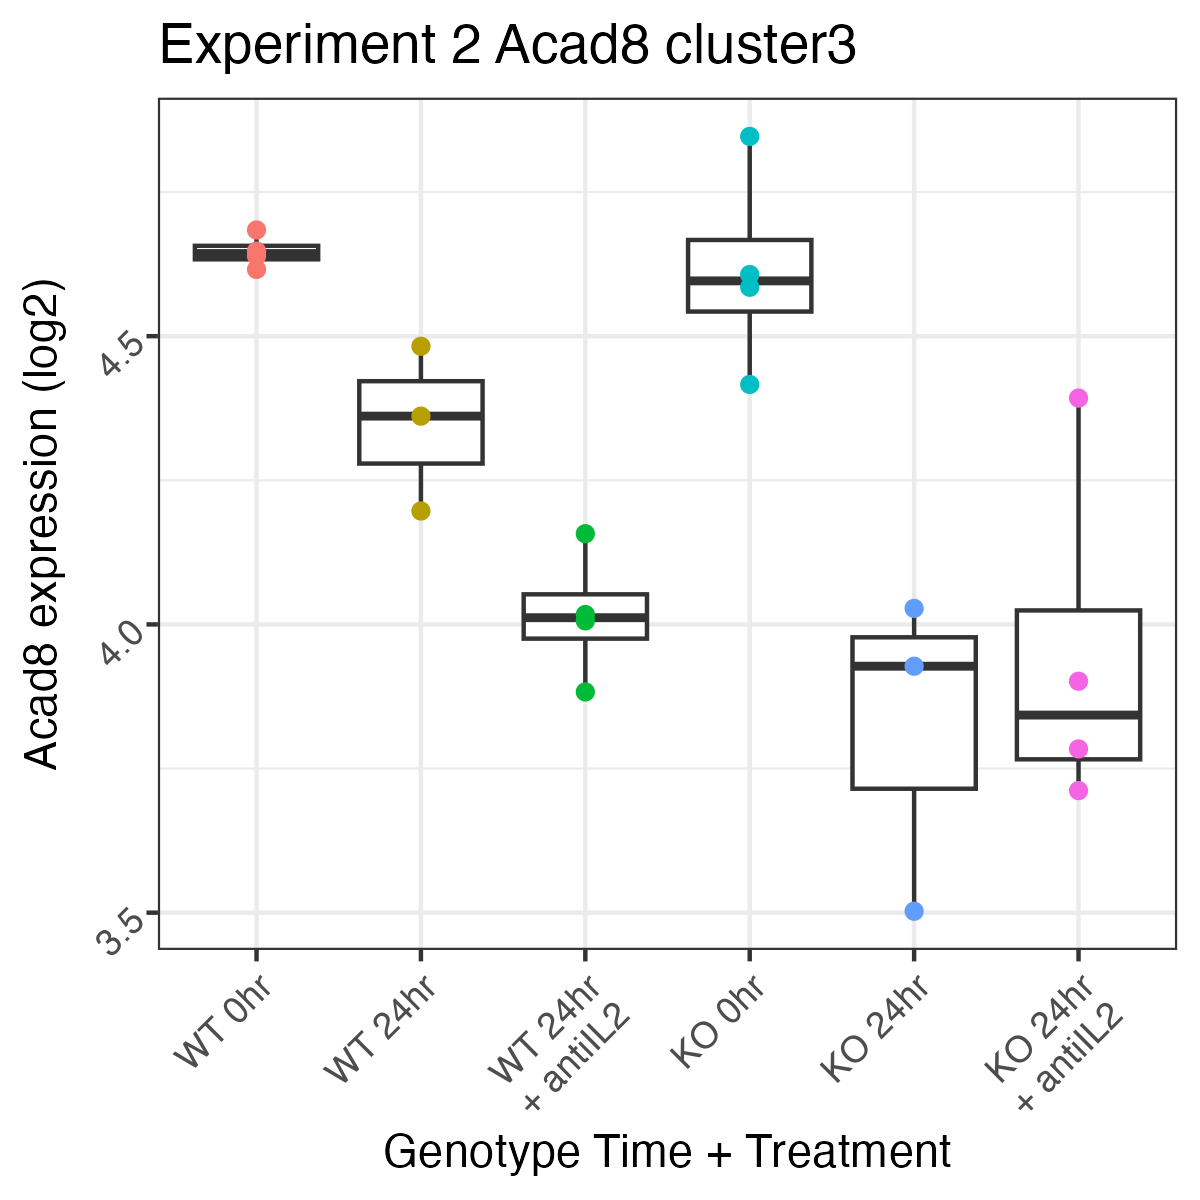 Experiment 2 Acad8 cluster3
Acad8 expression (log2)
4.5
4.0
3.5
WT 0hr
WT 24hr
WT 24hr
+ antiIL2
KO 0hr
KO 24hr
KO 24hr
+ antiIL2
Genotype Time + Treatment